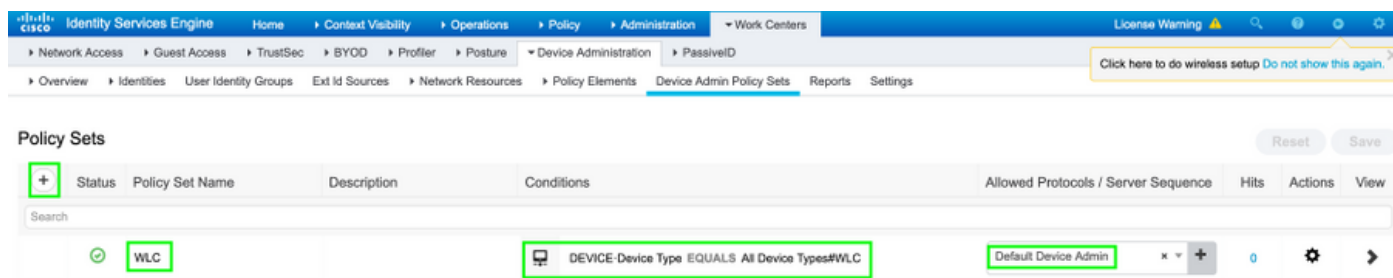 cisco Identity Services Engine Home Context Visibility Operations Policy Administration Work Centers License Warning
Network Access Guest Access TrustSec BYOD Profiler Posture Device Administration PassiveID
Click here to do wireless setup Do not show this again.
Overview Identities User Identity Groups Ext Id Sources Network Resources Policy Elements Device Admin Policy Sets Reports Settings
Policy Sets Reset Save
+ Status Policy Set Name Description Conditions Allowed Protocols / Server Sequence Hits Actions View
Search
WLC DEVICE-Device Type EQUALS All Device Types#WLC Default Device Admin × + 0